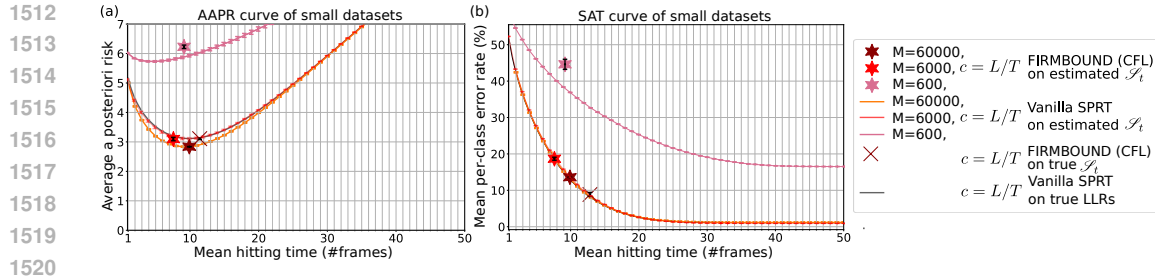 1512
1513
1514
1515
1516
1517
1518
1519
1520
(a) AAPR curve of small datasets
Average a posteriori risk
7
6
5
4
3
2
1
0
1 10 20 30 40 50
Mean hitting time (#frames)
(b) SAT curve of small datasets
Mean per-class error rate (%)
50
40
30
20
10
0
1 10 20 30 40 50
Mean hitting time (#frames)
M=60000,
M=6000, c = L/T FIRMBOUND (CFL)
M=600, on estimated 𝒮_t
M=60000,
M=6000, c = L/T Vanilla SPRT
M=600, on estimated 𝒮_t
c = L/T FIRMBOUND (CFL)
on true 𝒮_t
c = L/T Vanilla SPRT
on true LLRs